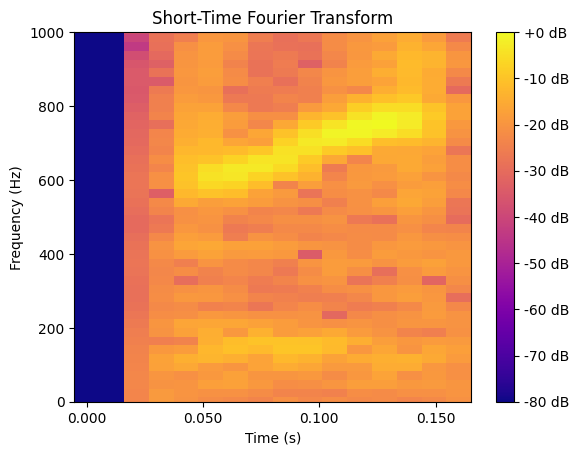 Short-Time Fourier Transform
Frequency (Hz)
1000
800
600
400
200
0
0.000
0.050
0.100
0.150
Time (s)
+0 dB
-10 dB
-20 dB
-30 dB
-40 dB
-50 dB
-60 dB
-70 dB
-80 dB